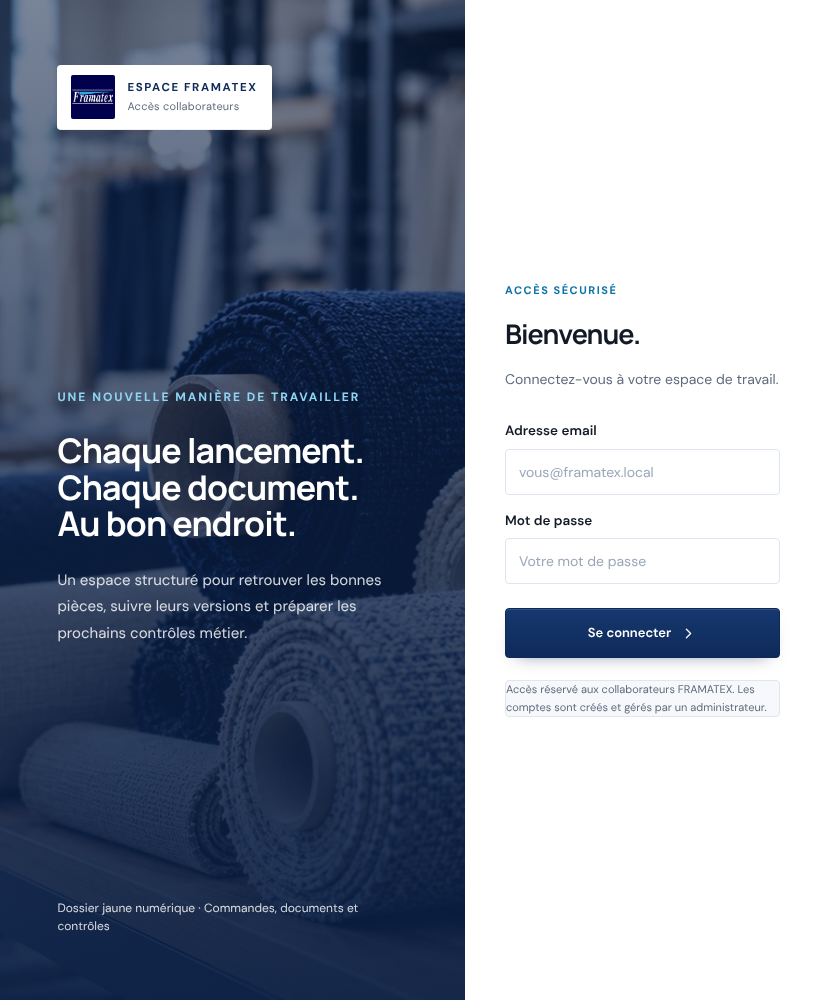 Framatex
ESPACE FRAMATEX
Accès collaborateurs
UNE NOUVELLE MANIÈRE DE TRAVAILLER
Chaque lancement.
Chaque document.
Au bon endroit.
Un espace structuré pour retrouver les bonnes
pièces, suivre leurs versions et préparer les
prochains contrôles métier.
Dossier jaune numérique · Commandes, documents et
contrôles
ACCÈS SÉCURISÉ
Bienvenue.
Connectez-vous à votre espace de travail.
Adresse email
vous@framatex.local
Mot de passe
Votre mot de passe
Se connecter
Accès réservé aux collaborateurs FRAMATEX. Les
comptes sont créés et gérés par un administrateur.